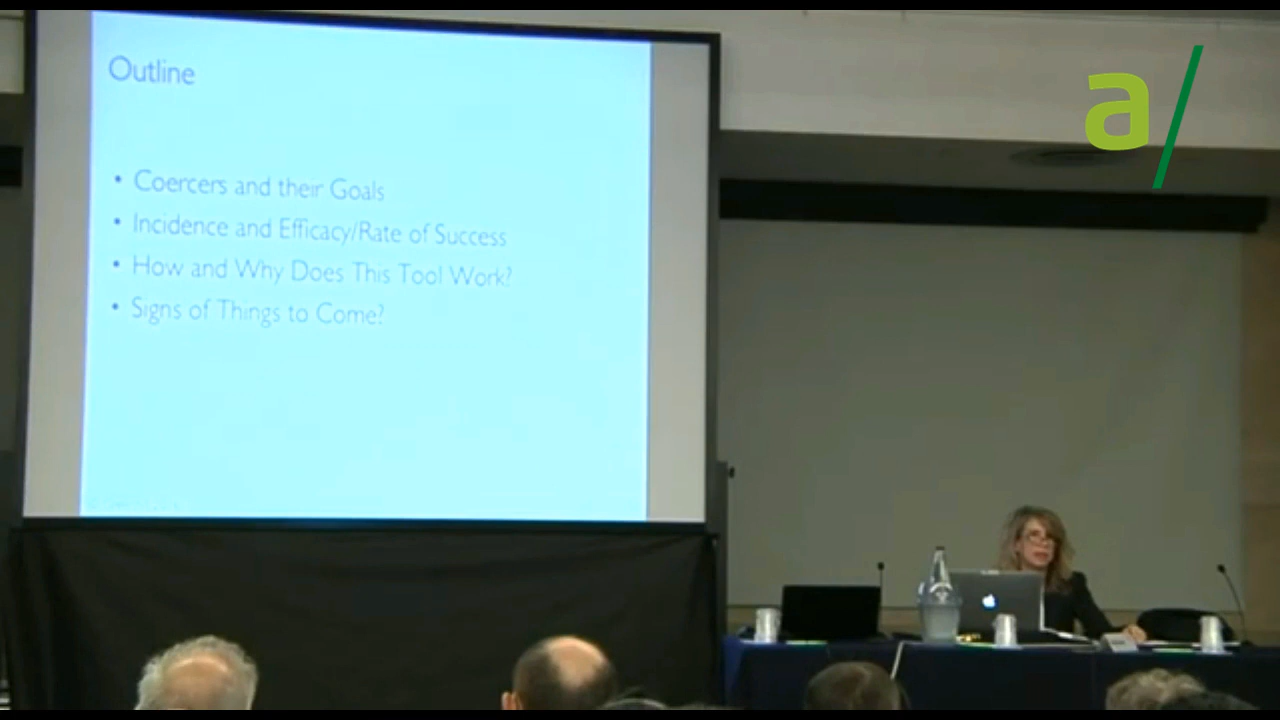 Outline
• Coercers and their Goals
• Incidence and Efficacy/Rate of Success
• How and Why Does This Tool Work?
• Signs of Things to Come?
a/